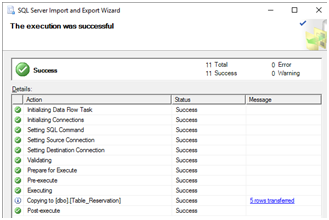 SQL Server Import and Export Wizard
The execution was successful
Success
11 Total 0 Error
11 Success 0 Warning
Details:
Action Status Message
Initializing Data Flow Task Success
Initializing Connections Success
Setting SQL Command Success
Setting Source Connection Success
Setting Destination Connection Success
Validating Success
Prepare for Execute Success
Pre-execute Success
Executing Success
Copying to [dbo].[Table_Reservation] Success 5 rows transferred
Post-execute Success